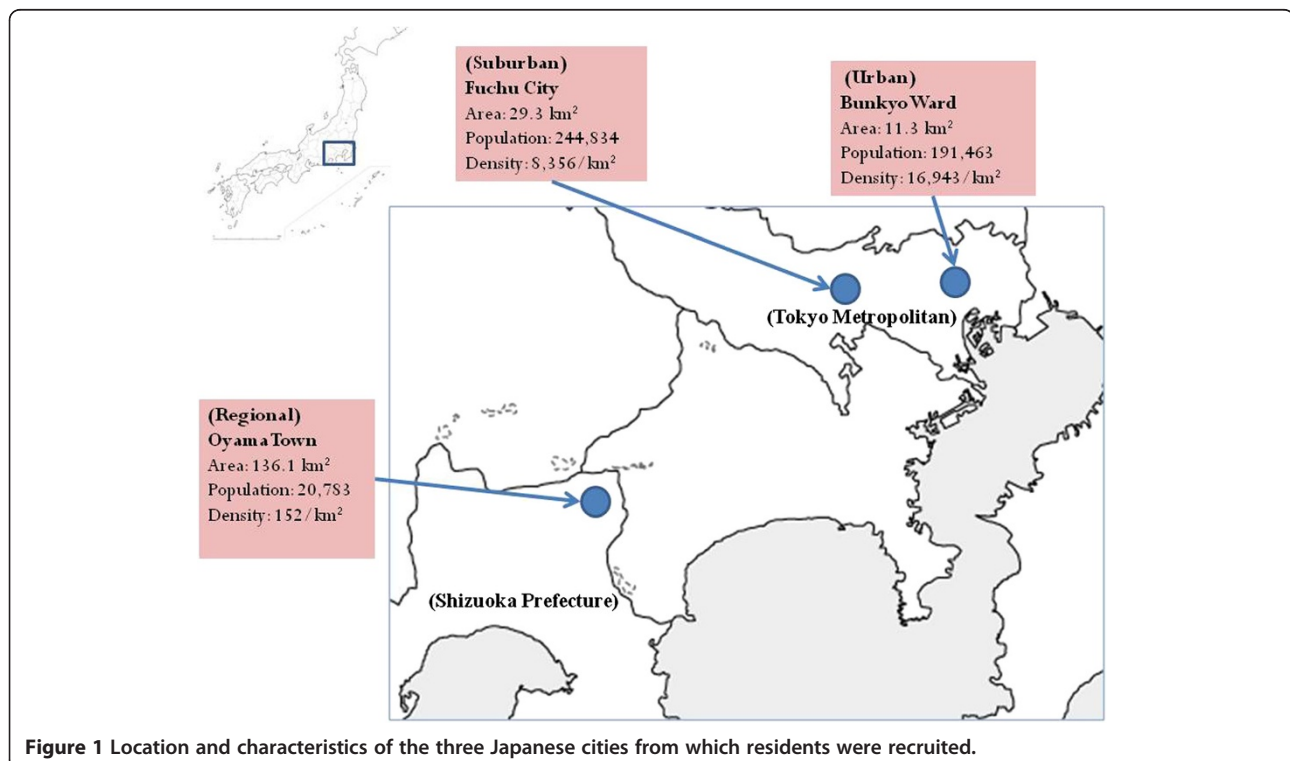 (Suburban)
Fuchu City
Area: 29.3 km²
Population: 244,834
Density: 8,356/km²
(Urban)
Bunkyo Ward
Area: 11.3 km²
Population: 191,463
Density: 16,943/km²
(Tokyo Metropolitan)
(Regional)
Oyama Town
Area: 136.1 km²
Population: 20,783
Density: 152/km²
(Shizuoka Prefecture)
Figure 1 Location and characteristics of the three Japanese cities from which residents were recruited.